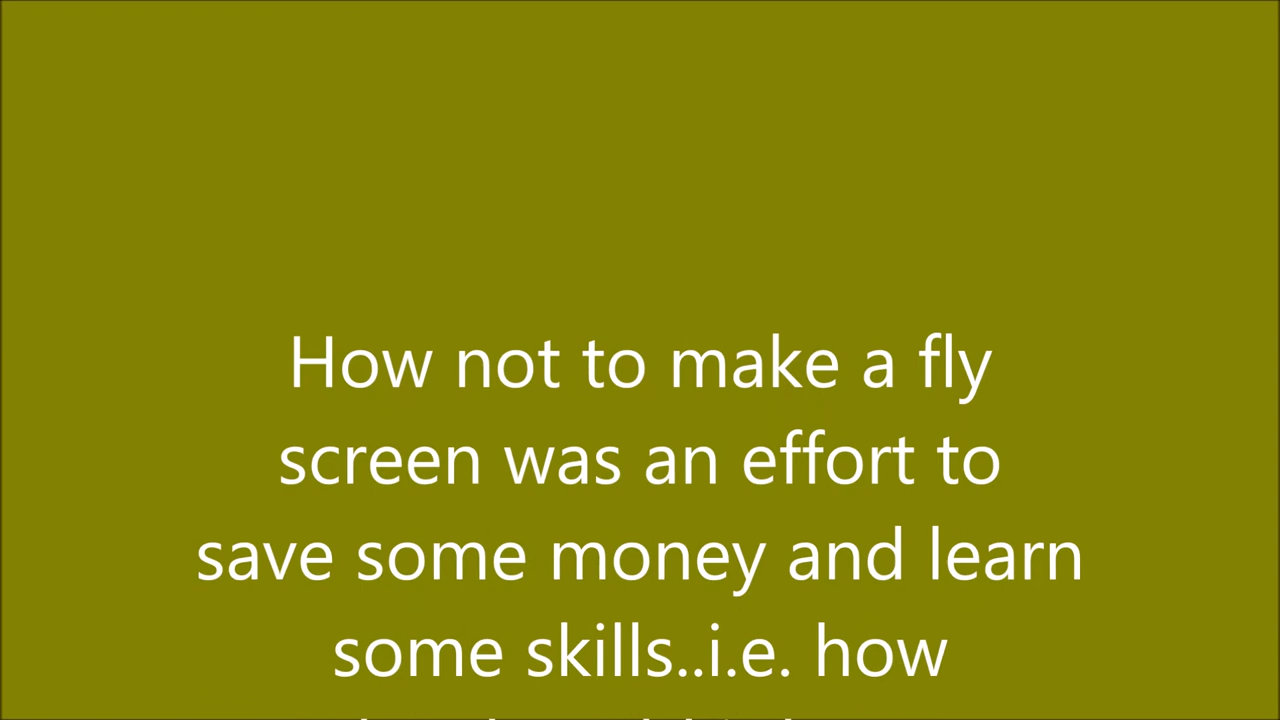 How not to make a fly
screen was an effort to
save some money and learn
some skills..i.e. how